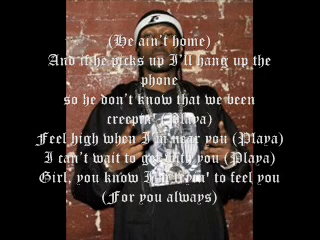 (He ain't home)
And if he picks up I'll hang up the
phone
so he don't know that we been
creepin' (Playa)
Feel high when I'm near you (Playa)
I can't wait to get with you (Playa)
Girl, you know I'm tryin' to feel you
(For you always)